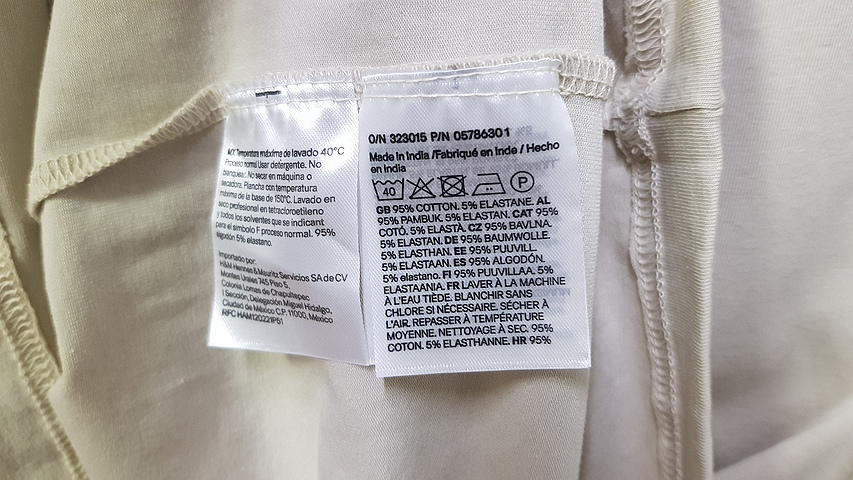 MX Temperatura máxima de lavado 40°C
Proceso normal Usar detergente. No
blanquear. No secar en máquina o
secadora. Plancha con temperatura
máxima de la base de 150°C. Lavado en
seco profesional en tetracloroetileno
y todos los solventes que se indican
para el simbolo F proceso normal. 95%
algodón 5% elastano.
Importado por:
H&M Hennes & Mauritz Servicios SA de CV
Montes Urales 745 Piso 5,
Colonia Lomas de Chapultepec
I Sección, Delegación Miguel Hidalgo,
Ciudad de México C.P. 11000, México
RFC HAM120221P51
O/N 323015 P/N 05786301
Made in India /Fabriqué en Inde / Hecho
en India
40 P
GB 95% COTTON. 5% ELASTANE. AL
95% PAMBUK. 5% ELASTAN. CAT 95%
COTÓ. 5% ELASTÀ. CZ 95% BAVLNA.
5% ELASTAN. DE 95% BAUMWOLLE.
5% ELASTHAN. EE 95% PUUVILL.
5% ELASTAAN. ES 95% ALGODÓN.
5% elastano. FI 95% PUUVILLAA. 5%
ELASTAANIA. FR LAVER À LA MACHINE
À L'EAU TIÈDE. BLANCHIR SANS
CHLORE SI NÉCESSAIRE. SÉCHER À
L'AIR. REPASSER À TEMPÉRATURE
MOYENNE. NETTOYAGE À SEC. 95%
COTON. 5% ELASTHANNE. HR 95%